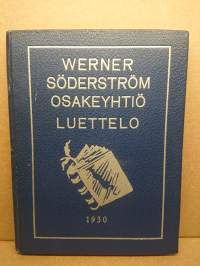 WERNER
SÖDERSTRÖM
OSAKEYHTIÖ
LUETTELO
1930